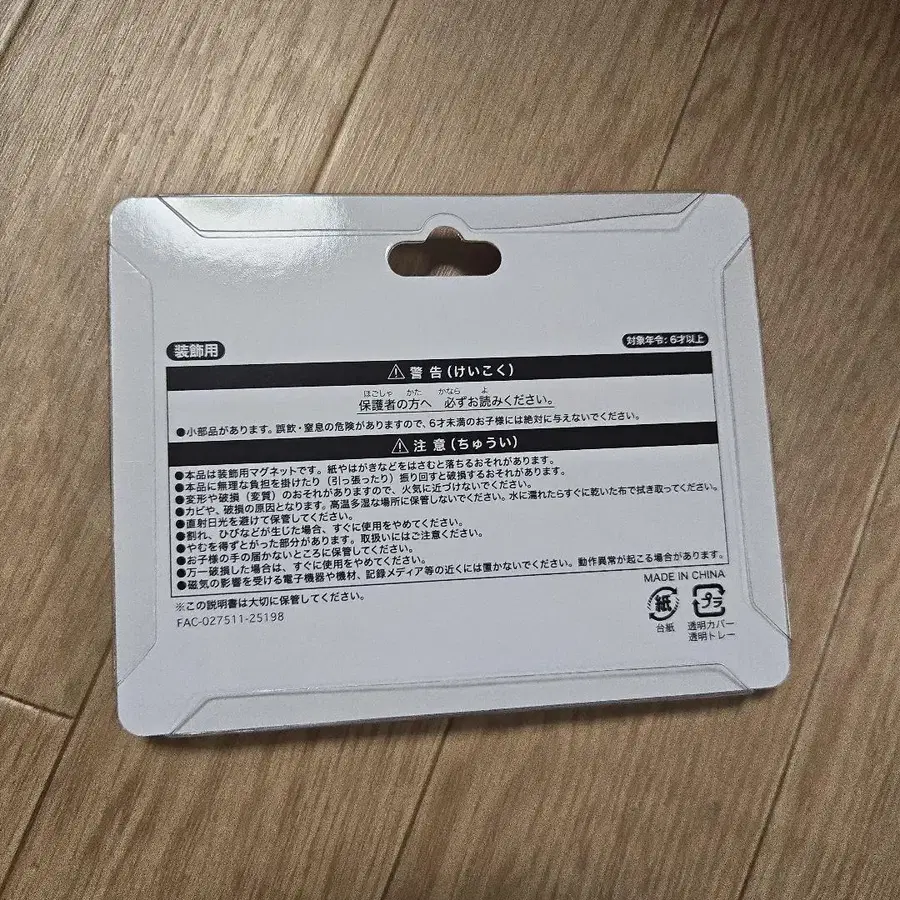 装飾用
対象年令：6才以上
⚠警告（けいこく）
ほごしゃ かた かなら よ
保護者の方へ 必ずお読みください。
●小部品があります。誤飲・窒息の危険がありますので、6才未満のお子様には絶対に与えないでください。
⚠注意（ちゅうい）
●本品は装飾用マグネットです。紙やはがきなどをはさむと落ちるおそれがあります。
●本品に無理な負担を掛けたり（引っ張ったり）振り回すと破損するおそれがあります。
●変形や破損（変質）のおそれがありますので、火気に近づけないでください。
●カビや、破損の原因となります。高温多湿な場所に保管しないでください。水に濡れたらすぐに乾いた布で拭き取ってください。
●直射日光を避けて保管してください。
●割れ、ひびなどが生じた場合、すぐに使用をやめてください。
●やむを得ずとがった部分があります。取扱いにはご注意ください。
●お子様の手の届かないところに保管してください。
●万一破損した場合は、すぐに使用をやめてください。
●磁気の影響を受ける電子機器や機材、記録メディア等の近くには置かないでください。動作異常が起こる場合があります。
※この説明書は大切に保管してください。
FAC-027511-25198
MADE IN CHINA
紙 プラ
台紙 透明カバー
透明トレー